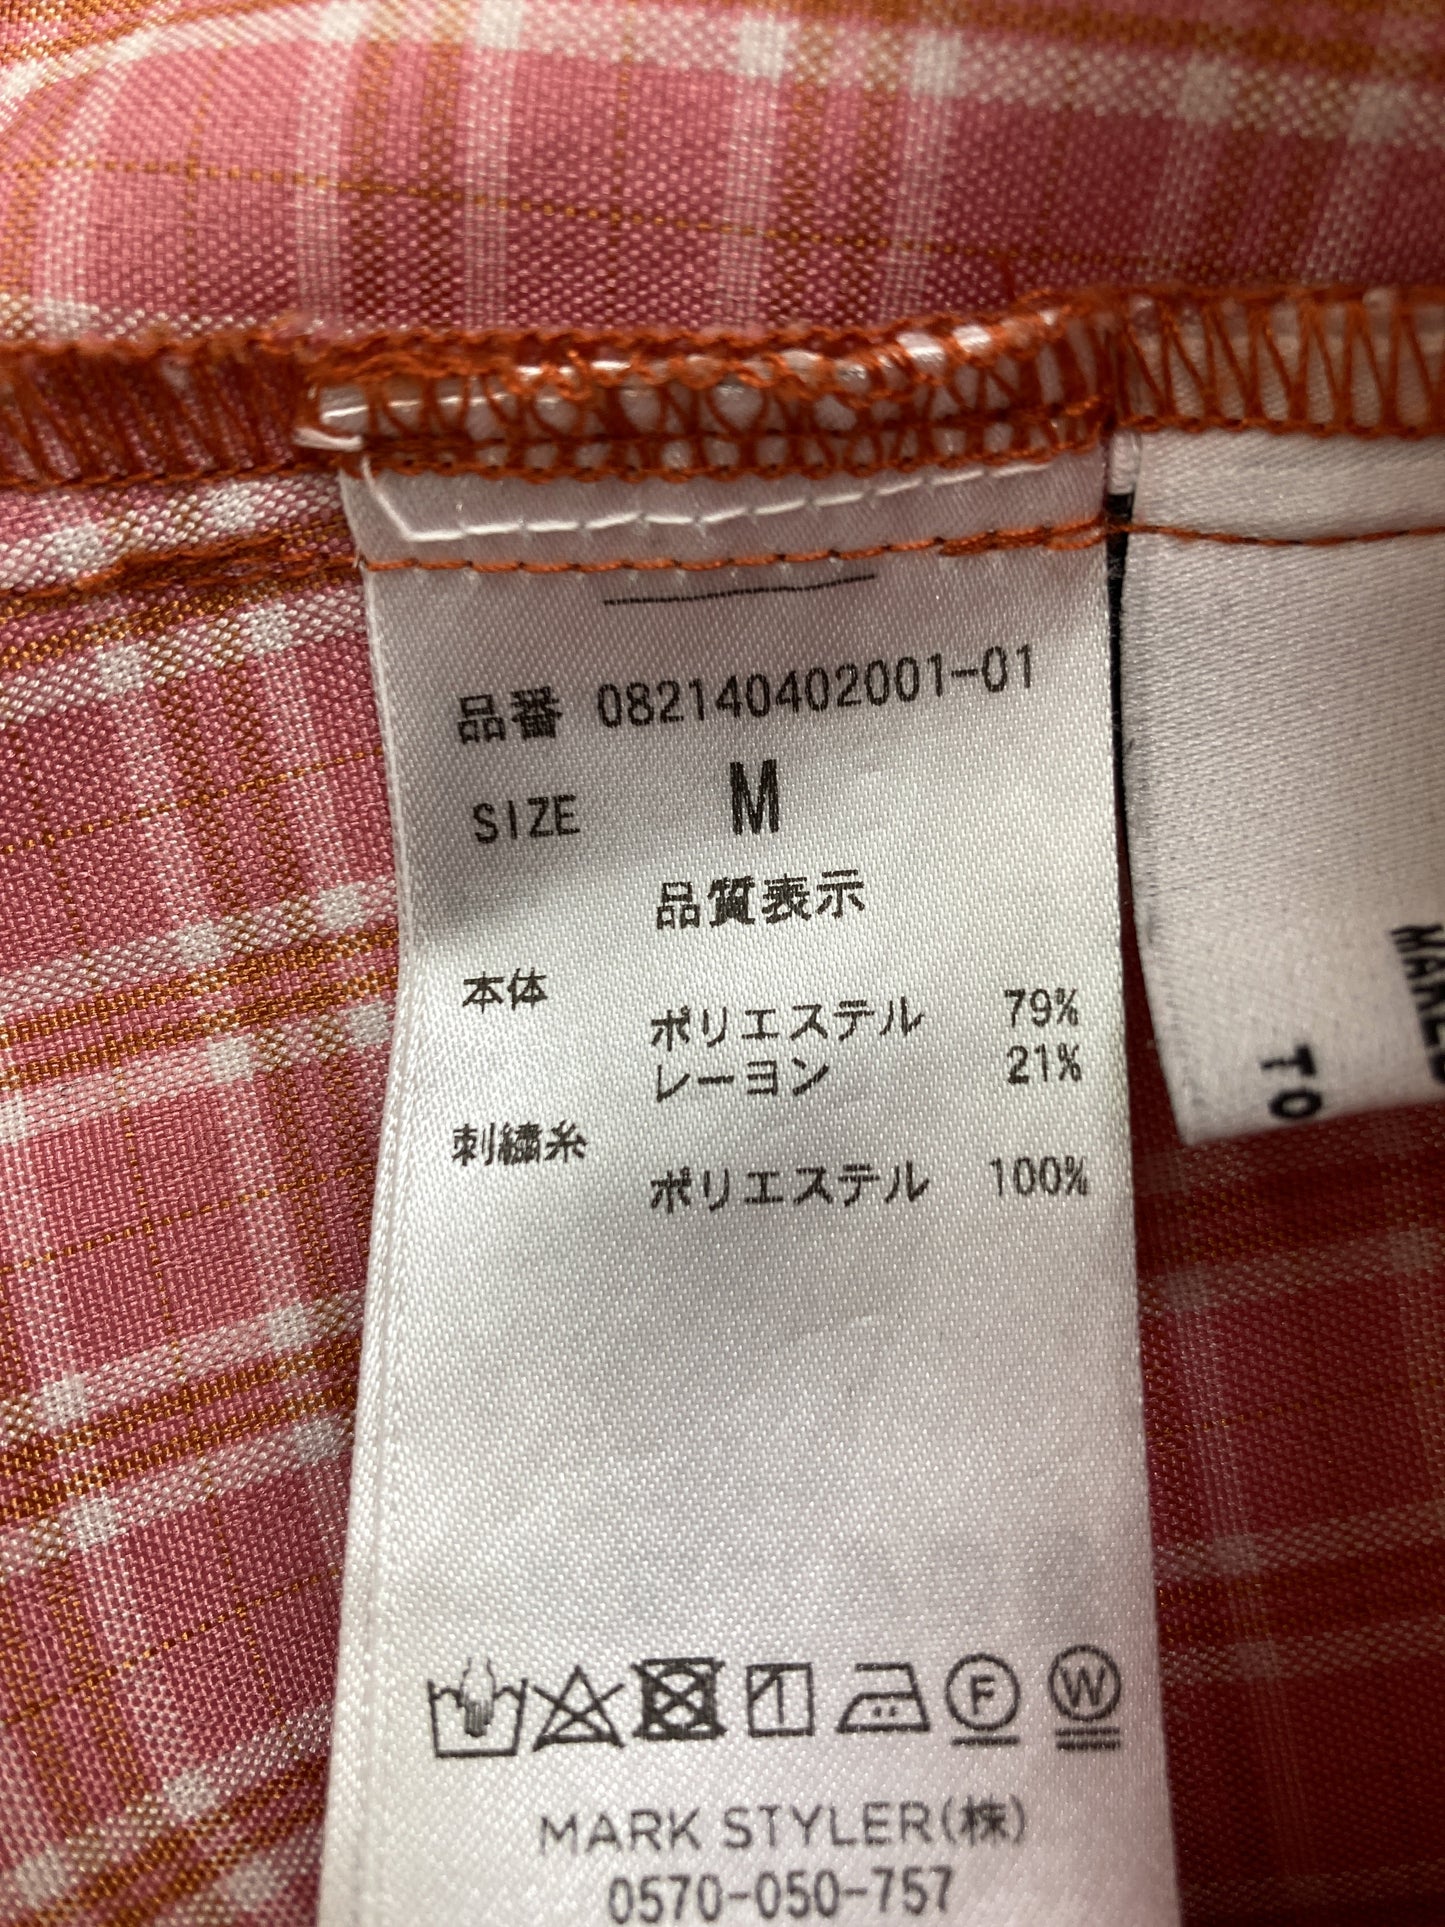 品番 082140402001-01
SIZE M
品質表示
本体
ポリエステル 79%
レーヨン 21%
刺繍糸
ポリエステル 100%
F W
MARK STYLER(株)
0570-050-757
TO